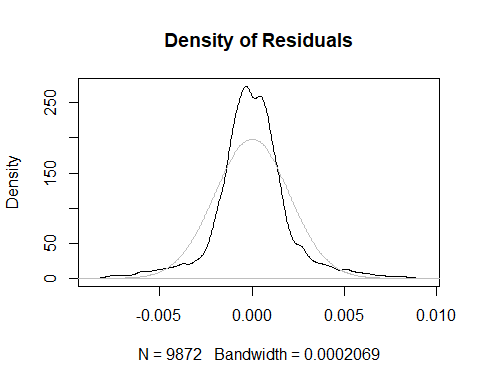 Density of Residuals
Density
250
150
50
0
-0.005 0.000 0.005 0.010
N = 9872 Bandwidth = 0.0002069